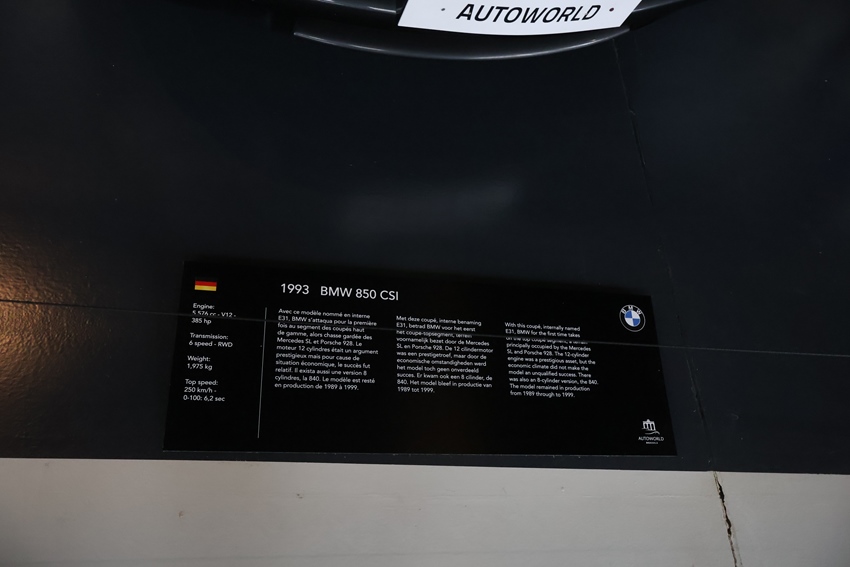 · AUTOWORLD ·
1993 BMW 850 CSI
Engine:
5,576 cc - V12 -
385 hp
Transmission:
6 speed - RWD
Weight:
1,975 kg
Top speed:
250 km/h -
0-100: 6,2 sec
Avec ce modèle nommé en interne
E31, BMW s'attaqua pour la première
fois au segment des coupés haut
de gamme, alors chasse gardée des
Mercedes SL et Porsche 928. Le
moteur 12 cylindres était un argument
prestigieux mais pour cause de
situation économique, le succès fut
relatif. Il exista aussi une version 8
cylindres, la 840. Le modèle est resté
en production de 1989 à 1999.
Met deze coupé, interne benaming
E31, betrad BMW voor het eerst
het coupé-topsegment, terrein
voornamelijk bezet door de Mercedes
SL en Porsche 928. De 12 cilindermotor
was een prestigetroef, maar door de
economische omstandigheden werd
het model toch geen onverdeeld
succes. Er kwam ook een 8 cilinder, de
840. Het model bleef in productie van
1989 tot 1999.
With this coupé, internally named
E31, BMW for the first time takes
on the top coupé segment, a terrain
principally occupied by the Mercedes
SL and Porsche 928. The 12-cylinder
engine was a prestigious asset, but the
economic climate did not make the
model an unqualified success. There
was also an 8-cylinder version, the 840.
The model remained in production
from 1989 through to 1999.
BMW
AUTOWORLD